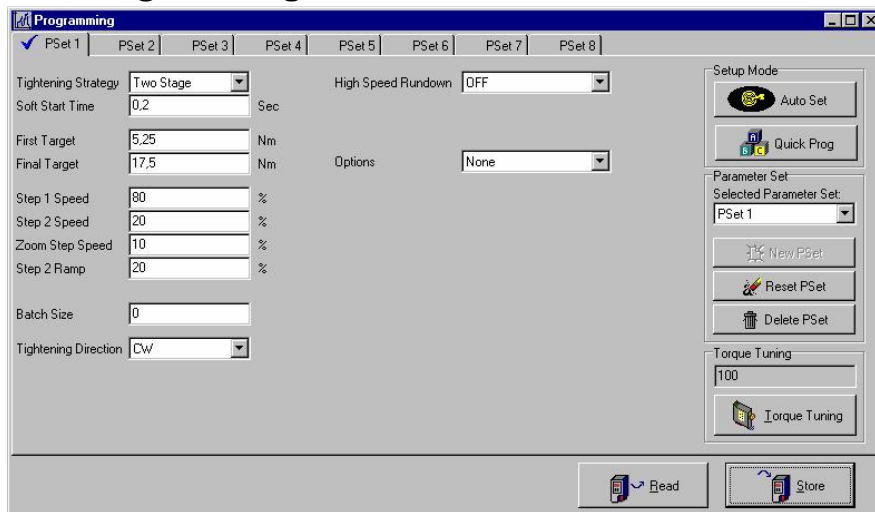 Programming
PSet 1 PSet 2 PSet 3 PSet 4 PSet 5 PSet 6 PSet 7 PSet 8
Tightening Strategy Two Stage High Speed Rundown OFF
Soft Start Time 0,2 Sec
First Target 5,25 Nm
Final Target 17,5 Nm Options None
Step 1 Speed 80 %
Step 2 Speed 20 %
Zoom Step Speed 10 %
Step 2 Ramp 20 %
Batch Size 0
Tightening Direction CW
Setup Mode
Auto Set
A
B C
Quick Prog
Parameter Set
Selected Parameter Set:
PSet 1
New PSet
Reset PSet
Delete PSet
Torque Tuning
100
Torque Tuning
Read Store